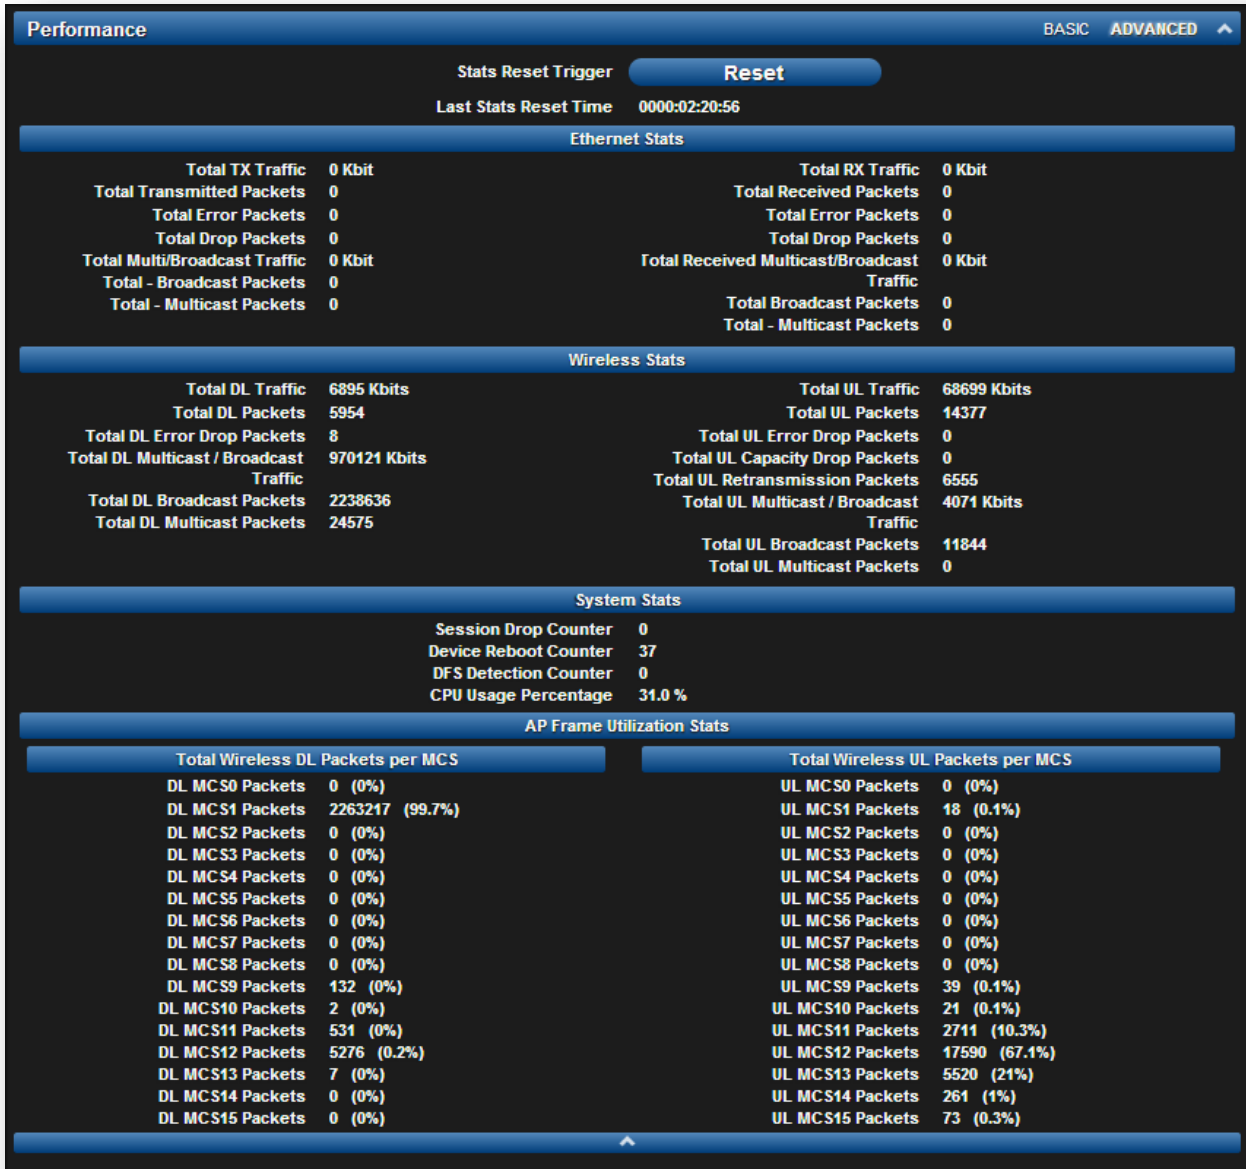 Performance BASIC ADVANCED
Stats Reset Trigger Reset
Last Stats Reset Time 0000:02:20:56
Ethernet Stats
Total TX Traffic 0 Kbit Total RX Traffic 0 Kbit
Total Transmitted Packets 0 Total Received Packets 0
Total Error Packets 0 Total Error Packets 0
Total Drop Packets 0 Total Drop Packets 0
Total Multi/Broadcast Traffic 0 Kbit Total Received Multicast/Broadcast 0 Kbit
Total - Broadcast Packets 0 Traffic
Total - Multicast Packets 0 Total Broadcast Packets 0
Total - Multicast Packets 0
Wireless Stats
Total DL Traffic 6895 Kbits Total UL Traffic 68699 Kbits
Total DL Packets 5954 Total UL Packets 14377
Total DL Error Drop Packets 8 Total UL Error Drop Packets 0
Total DL Multicast / Broadcast 970121 Kbits Total UL Capacity Drop Packets 0
Traffic Total UL Retransmission Packets 6555
Total DL Broadcast Packets 2238636 Total UL Multicast / Broadcast 4071 Kbits
Total DL Multicast Packets 24575 Traffic
Total UL Broadcast Packets 11844
Total UL Multicast Packets 0
System Stats
Session Drop Counter 0
Device Reboot Counter 37
DFS Detection Counter 0
CPU Usage Percentage 31.0 %
AP Frame Utilization Stats
Total Wireless DL Packets per MCS Total Wireless UL Packets per MCS
DL MCS0 Packets 0 (0%) UL MCS0 Packets 0 (0%)
DL MCS1 Packets 2263217 (99.7%) UL MCS1 Packets 18 (0.1%)
DL MCS2 Packets 0 (0%) UL MCS2 Packets 0 (0%)
DL MCS3 Packets 0 (0%) UL MCS3 Packets 0 (0%)
DL MCS4 Packets 0 (0%) UL MCS4 Packets 0 (0%)
DL MCS5 Packets 0 (0%) UL MCS5 Packets 0 (0%)
DL MCS6 Packets 0 (0%) UL MCS6 Packets 0 (0%)
DL MCS7 Packets 0 (0%) UL MCS7 Packets 0 (0%)
DL MCS8 Packets 0 (0%) UL MCS8 Packets 0 (0%)
DL MCS9 Packets 132 (0%) UL MCS9 Packets 39 (0.1%)
DL MCS10 Packets 2 (0%) UL MCS10 Packets 21 (0.1%)
DL MCS11 Packets 531 (0%) UL MCS11 Packets 2711 (10.3%)
DL MCS12 Packets 5276 (0.2%) UL MCS12 Packets 17590 (67.1%)
DL MCS13 Packets 7 (0%) UL MCS13 Packets 5520 (21%)
DL MCS14 Packets 0 (0%) UL MCS14 Packets 261 (1%)
DL MCS15 Packets 0 (0%) UL MCS15 Packets 73 (0.3%)